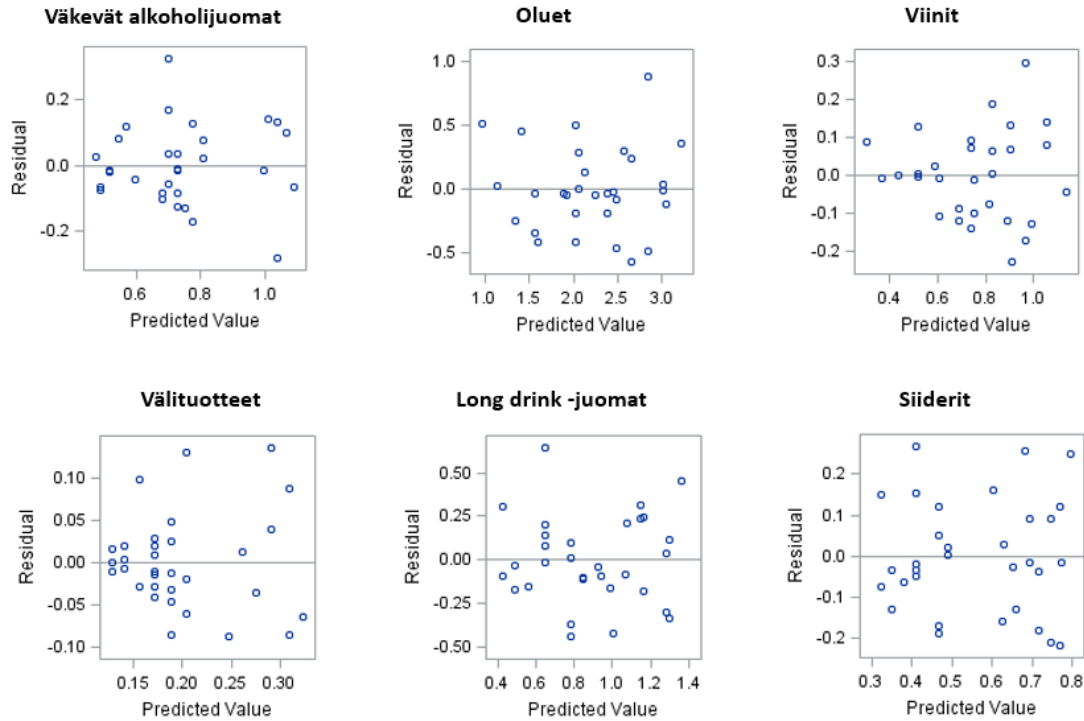 Väkevät alkoholijuomat
Oluet
Viinit
0.2
0.0
-0.2
Residual
0.6 0.8 1.0
Predicted Value
1.0
0.5
0.0
-0.5
Residual
1.0 1.5 2.0 2.5 3.0
Predicted Value
0.3
0.2
0.1
0.0
-0.1
-0.2
Residual
0.4 0.6 0.8 1.0
Predicted Value
Välituotteet
Long drink -juomat
Siiderit
0.10
0.05
0.00
-0.05
-0.10
Residual
0.15 0.20 0.25 0.30
Predicted Value
0.50
0.25
0.00
-0.25
-0.50
Residual
0.4 0.6 0.8 1.0 1.2 1.4
Predicted Value
0.2
0.1
0.0
-0.1
-0.2
Residual
0.3 0.4 0.5 0.6 0.7 0.8
Predicted Value